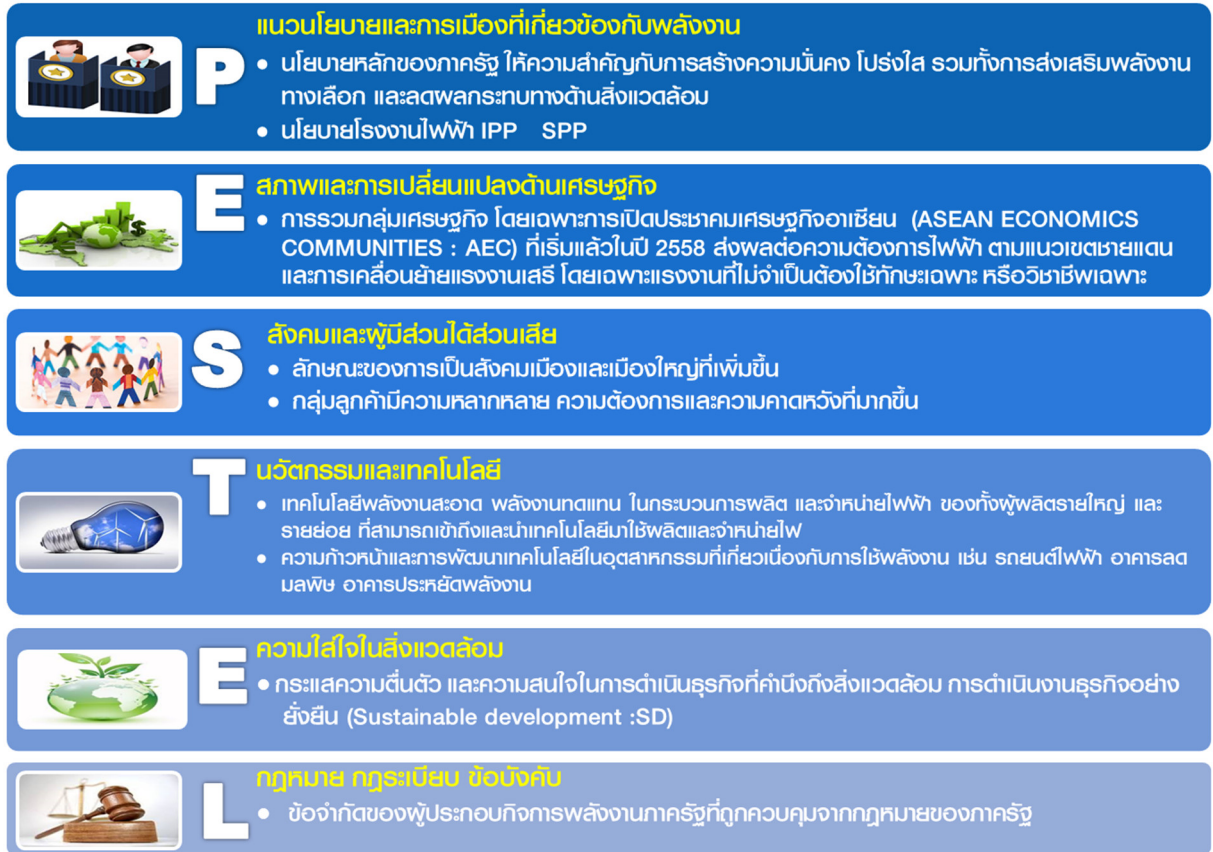 P
แนวนโยบายและการเมืองที่เกี่ยวข้องกับพลังงาน
● นโยบายหลักของภาครัฐ ให้ความสำคัญกับการสร้างความมั่นคง โปร่งใส รวมทั้งการส่งเสริมพลังงาน
ทางเลือก และลดผลกระทบทางด้านสิ่งแวดล้อม
● นโยบายโรงงานไฟฟ้า IPP SPP
E
สภาพและการเปลี่ยนแปลงด้านเศรษฐกิจ
● การรวมกลุ่มเศรษฐกิจ โดยเฉพาะการเปิดประชาคมเศรษฐกิจอาเซียน (ASEAN ECONOMICS
COMMUNITIES : AEC) ที่เริ่มแล้วในปี 2558 ส่งผลต่อความต้องการไฟฟ้า ตามแนวเขตชายแดน
และการเคลื่อนย้ายแรงงานเสรี โดยเฉพาะแรงงานที่ไม่จำเป็นต้องใช้ทักษะเฉพาะ หรือวิชาชีพเฉพาะ
S
สังคมและผู้มีส่วนได้ส่วนเสีย
● ลักษณะของการเป็นสังคมเมืองและเมืองใหญ่ที่เพิ่มขึ้น
● กลุ่มลูกค้ามีความหลากหลาย ความต้องการและความคาดหวังที่มากขึ้น
T
นวัตกรรมและเทคโนโลยี
● เทคโนโลยีพลังงานสะอาด พลังงานทดแทน ในกระบวนการผลิต และจำหน่ายไฟฟ้า ของทั้งผู้ผลิตรายใหญ่ และ
รายย่อย ที่สามารถเข้าถึงและนำเทคโนโลยีมาใช้ผลิตและจำหน่ายไฟ
● ความก้าวหน้าและการพัฒนาเทคโนโลยีในอุตสาหกรรมที่เกี่ยวเนื่องกับการใช้พลังงาน เช่น รถยนต์ไฟฟ้า อาคารลด
มลพิษ อาคารประหยัดพลังงาน
E
ความใส่ใจในสิ่งแวดล้อม
● กระแสความตื่นตัว และความสนใจในการดำเนินธุรกิจที่คำนึงถึงสิ่งแวดล้อม การดำเนินงานธุรกิจอย่าง
ยั่งยืน (Sustainable development :SD)
L
กฎหมาย กฎระเบียบ ข้อบังคับ
● ข้อจำกัดของผู้ประกอบกิจการพลังงานภาครัฐที่ถูกควบคุมจากกฎหมายของภาครัฐ